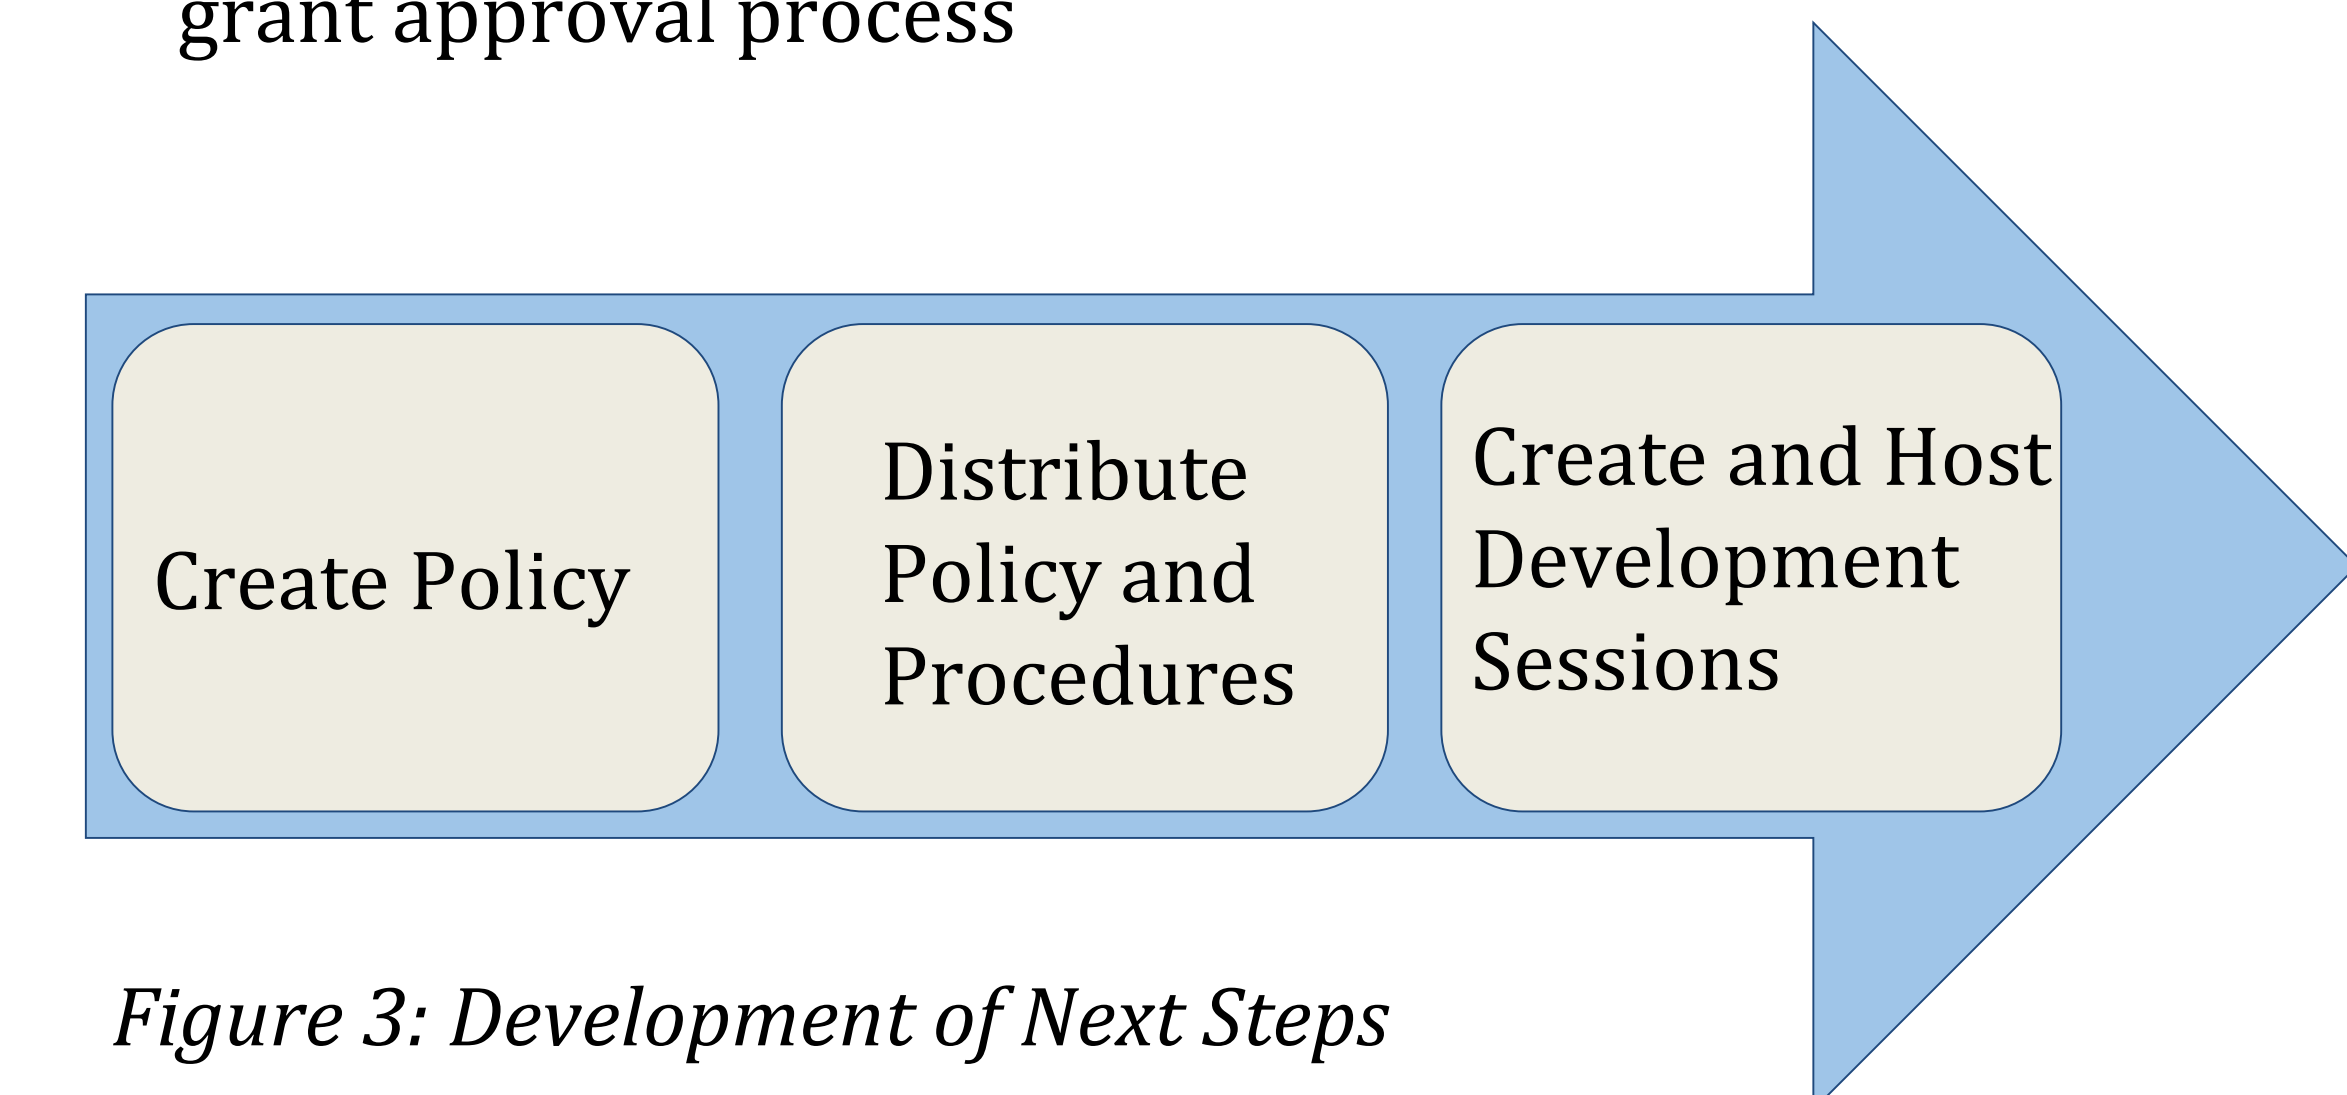 grant approval process
Create Policy
Distribute
Policy and
Procedures
Create and Host
Development
Sessions
Figure 3: Development of Next Steps